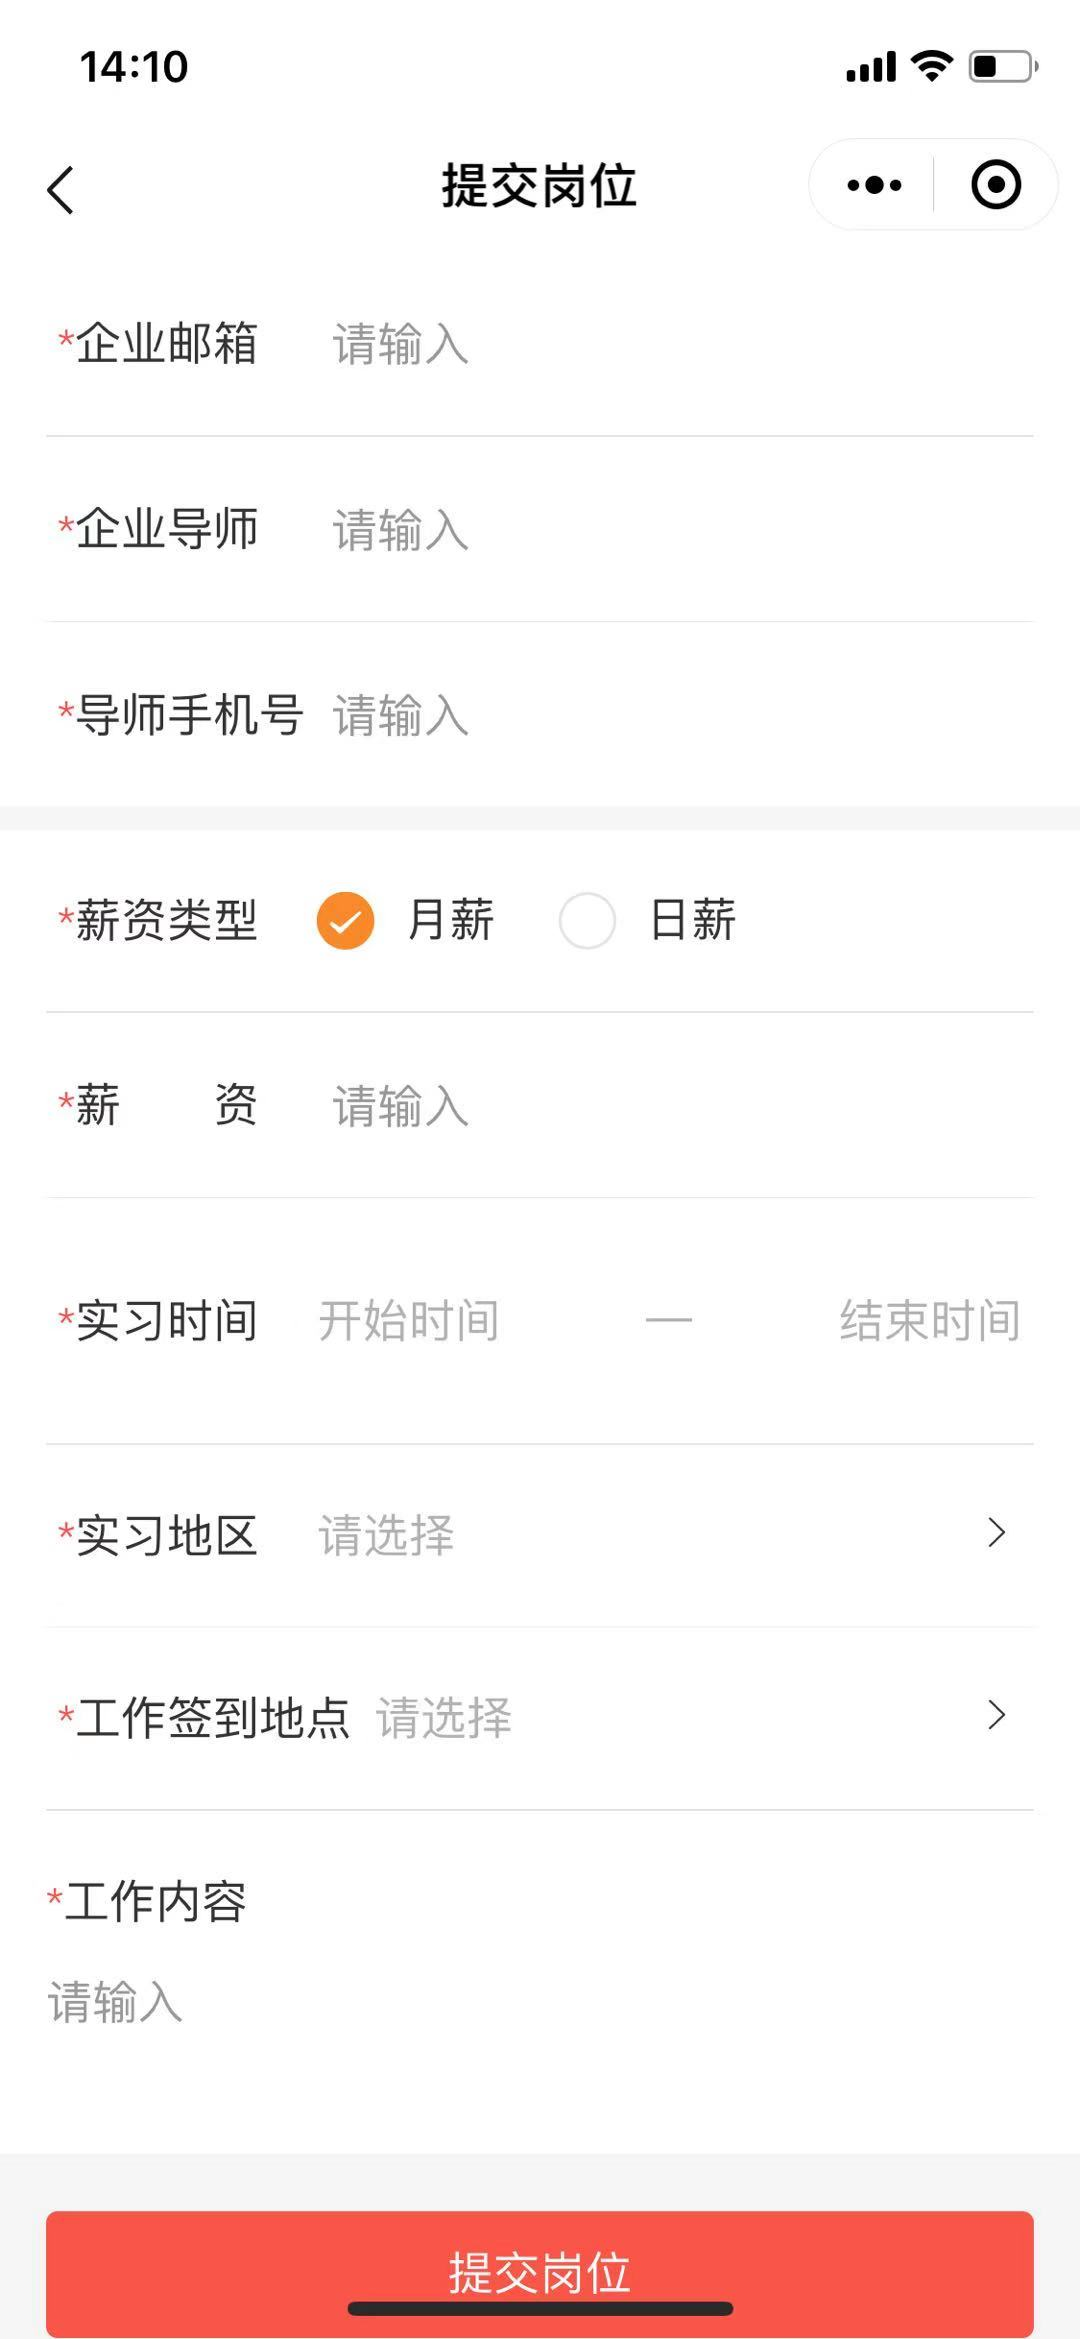 14:10
提交岗位
*企业邮箱 请输入
*企业导师 请输入
*导师手机号 请输入
*薪资类型 月薪 日薪
*薪 资 请输入
*实习时间 开始时间 — 结束时间
*实习地区 请选择
*工作签到地点 请选择
*工作内容
请输入
提交岗位